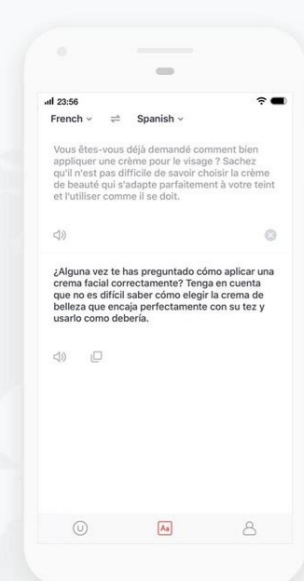 23:56
French Spanish
Vous êtes-vous déjà demandé comment bien
appliquer une crème pour le visage ? Sachez
qu'il n'est pas difficile de savoir choisir la crème
de beauté qui s'adapte parfaitement à votre teint
et l'utiliser comme il se doit.
¿Alguna vez te has preguntado cómo aplicar una
crema facial correctamente? Tenga en cuenta
que no es difícil saber cómo elegir la crema de
belleza que encaja perfectamente con su tez y
usarlo como debería.
Aa